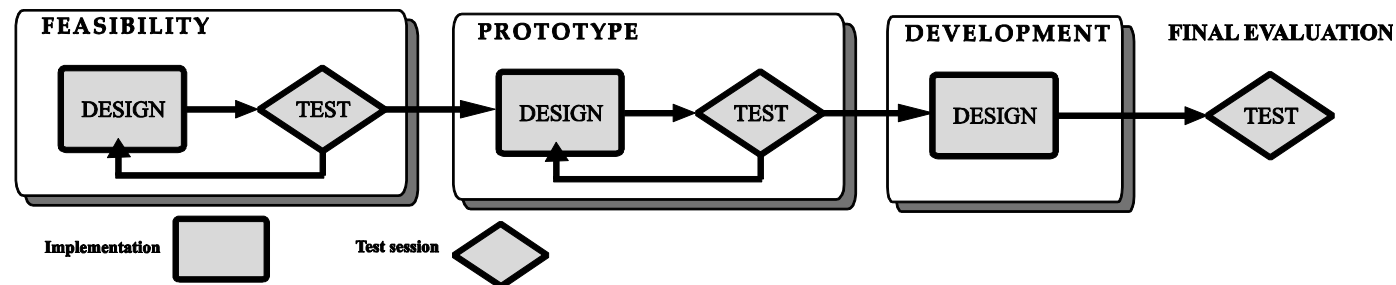 FEASIBILITY
PROTOTYPE
DEVELOPMENT
FINAL EVALUATION
DESIGN
TEST
DESIGN
TEST
DESIGN
TEST
Implementation
Test session